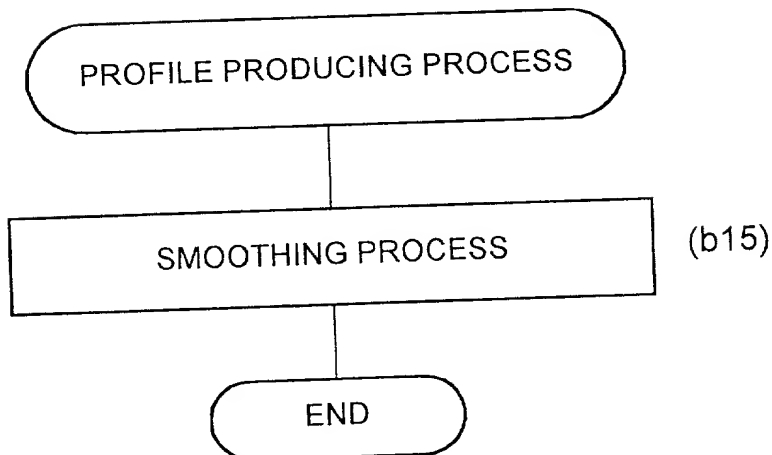 PROFILE PRODUCING PROCESS
SMOOTHING PROCESS
(b15)
END